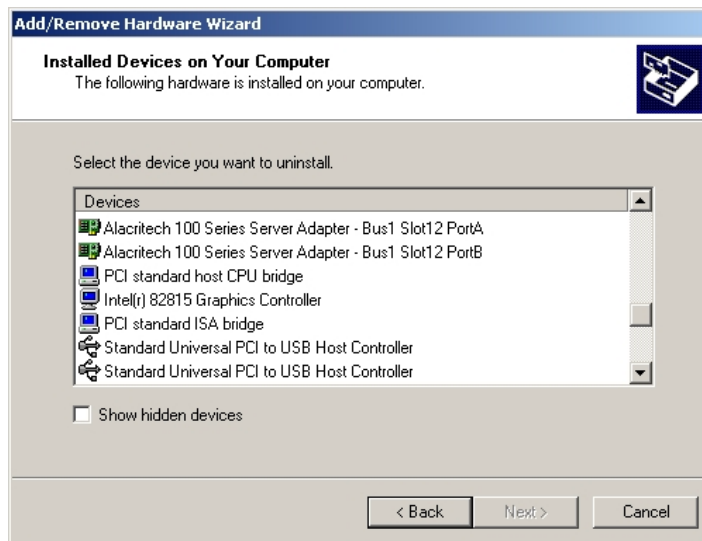 Add/Remove Hardware Wizard
Installed Devices on Your Computer
The following hardware is installed on your computer.
Select the device you want to uninstall.
Devices
Alacritech 100 Series Server Adapter - Bus1 Slot12 PortA
Alacritech 100 Series Server Adapter - Bus1 Slot12 PortB
PCI standard host CPU bridge
Intel(r) 82815 Graphics Controller
PCI standard ISA bridge
Standard Universal PCI to USB Host Controller
Standard Universal PCI to USB Host Controller
Show hidden devices
< Back Next > Cancel